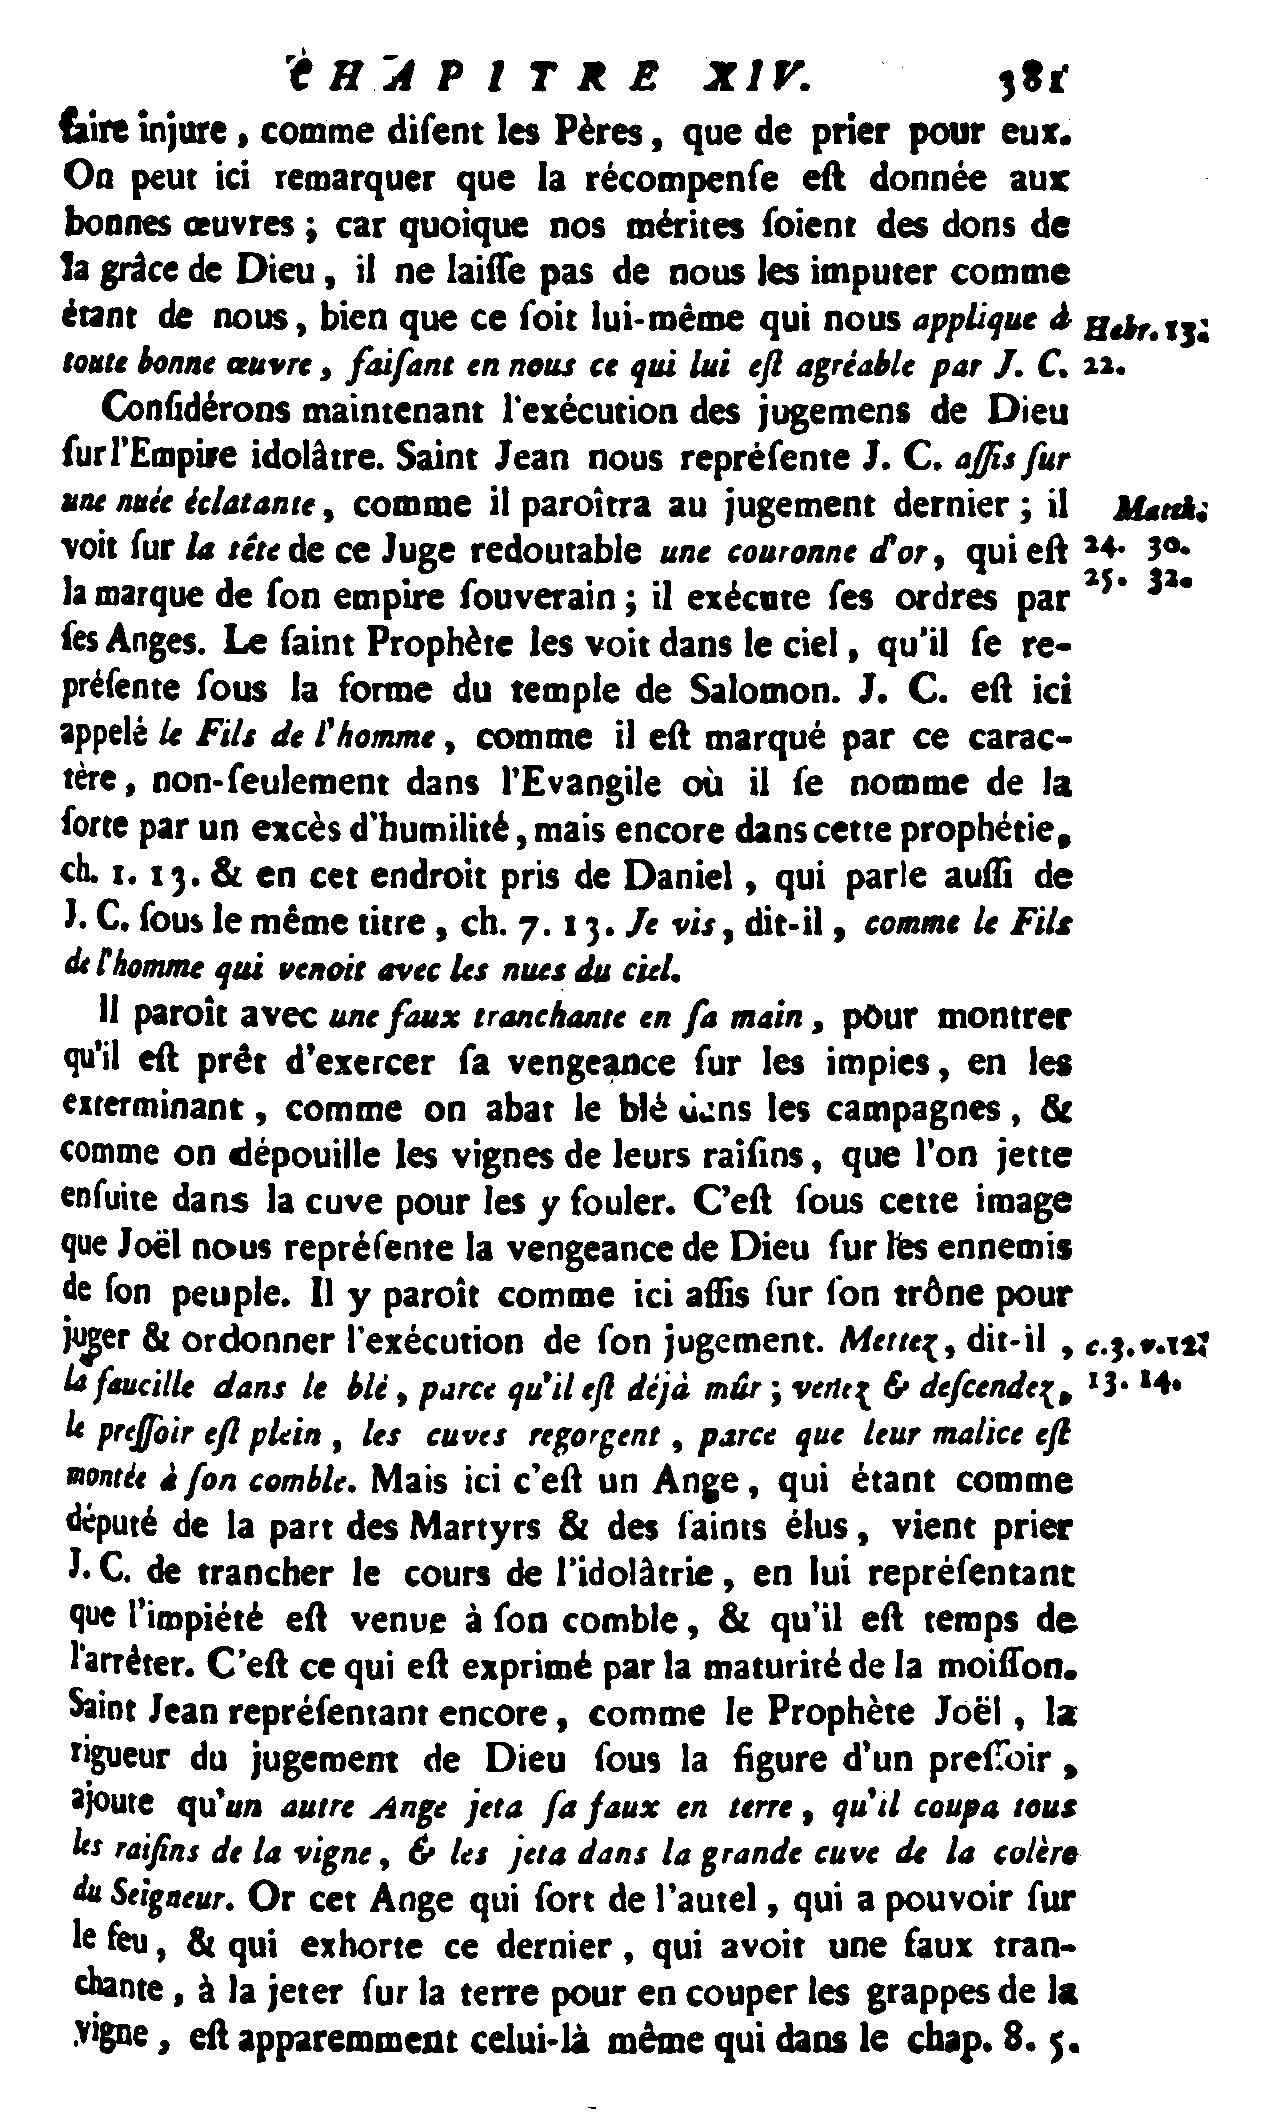 CHAPITRE XIV. 381
faire injure, comme diſent les Pères, que de prier pour eux.
On peut ici remarquer que la récompenſe eſt donnée aux
bonnes œuvres; car quoique nos mérites ſoient des dons de
la grâce de Dieu, il ne laiſſe pas de nous les imputer comme
étant de nous, bien que ce ſoit lui-même qui nous applique à
Hebr. 13.
toute bonne œuvre, faiſant en nous ce qui lui eſt agréable par J. C.
22.
Conſidérons maintenant l'exécution des jugemens de Dieu
ſur l'Empire idolâtre. Saint Jean nous repréſente J. C. aſſis ſur
une nuée éclatante, comme il paroîtra au jugement dernier; il
Matth.
voit ſur la tête de ce Juge redoutable une couronne d'or, qui eſt
24. 30.
la marque de ſon empire ſouverain; il exécute ſes ordres par
25. 32.
ſes Anges. Le ſaint Prophète les voit dans le ciel, qu'il ſe re-
préſente ſous la forme du temple de Salomon. J. C. eſt ici
appelé le Fils de l'homme, comme il eſt marqué par ce carac-
tère, non-ſeulement dans l'Evangile où il ſe nomme de la
ſorte par un excès d'humilité, mais encore dans cette prophétie,
ch. 1. 13. & en cet endroit pris de Daniel, qui parle auſſi de
J. C. ſous le même titre, ch. 7. 13. Je vis, dit-il, comme le Fils
de l'homme qui venoit avec les nues du ciel.
Il paroît avec une faux tranchante en ſa main, pour montrer
qu'il eſt prêt d'exercer ſa vengeance ſur les impies, en les
exterminant, comme on abat le blé dans les campagnes, &
comme on dépouille les vignes de leurs raiſins, que l'on jette
enſuite dans la cuve pour les y fouler. C'eſt ſous cette image
que Joël nous repréſente la vengeance de Dieu ſur les ennemis
de ſon peuple. Il y paroît comme ici aſſis ſur ſon trône pour
juger & ordonner l'exécution de ſon jugement. Mettez, dit-il,
c. 3. v. 12.
la faucille dans le blé, parce qu'il eſt déjà mûr; venez & deſcendez,
13. 14.
le preſſoir eſt plein, les cuves regorgent, parce que leur malice eſt
montée à ſon comble. Mais ici c'eſt un Ange, qui étant comme
député de la part des Martyrs & des ſaints élus, vient prier
J. C. de trancher le cours de l'idolâtrie, en lui repréſentant
que l'impiété eſt venue à ſon comble, & qu'il eſt temps de
l'arrêter. C'eſt ce qui eſt exprimé par la maturité de la moiſſon.
Saint Jean repréſentant encore, comme le Prophète Joël, la
rigueur du jugement de Dieu ſous la figure d'un preſſoir,
ajoute qu'un autre Ange jeta ſa faux en terre, qu'il coupa tous
les raiſins de la vigne, & les jeta dans la grande cuve de la colère
du Seigneur. Or cet Ange qui ſort de l'autel, qui a pouvoir ſur
le feu, & qui exhorte ce dernier, qui avoit une faux tran-
chante, à la jeter ſur la terre pour en couper les grappes de la
vigne, eſt apparemment celui-là même qui dans le chap. 8. 5.